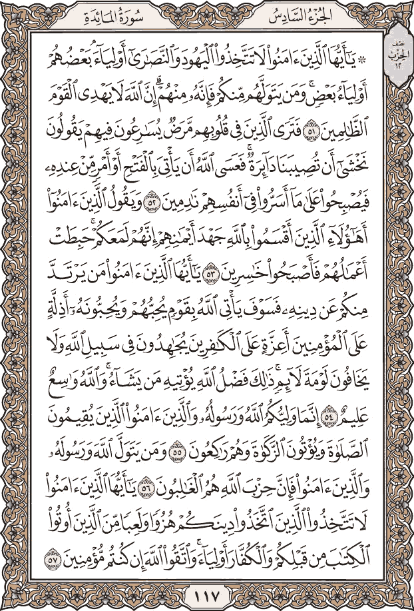 الجزء السادس
سورة المائدة
نصف
الحزب
١٢
۞ يَٰٓأَيُّهَا ٱلَّذِينَ ءَامَنُوا۟ لَا تَتَّخِذُوا۟ ٱلْيَهُودَ وَٱلنَّصَٰرَىٰٓ أَوْلِيَآءَۘ بَعْضُهُمْ
أَوْلِيَآءُ بَعْضٍۚ وَمَن يَتَوَلَّهُم مِّنكُمْ فَإِنَّهُۥ مِنْهُمْۗ إِنَّ ٱللَّهَ لَا يَهْدِى ٱلْقَوْمَ
ٱلظَّٰلِمِينَ ٥١ فَتَرَى ٱلَّذِينَ فِى قُلُوبِهِم مَّرَضٌ يُسَٰرِعُونَ فِيهِمْ يَقُولُونَ
نَخْشَىٰٓ أَن تُصِيبَنَا دَآئِرَةٌۚ فَعَسَى ٱللَّهُ أَن يَأْتِىَ بِٱلْفَتْحِ أَوْ أَمْرٍ مِّنْ عِندِهِۦ
فَيُصْبِحُوا۟ عَلَىٰ مَآ أَسَرُّوا۟ فِىٓ أَنفُسِهِمْ نَٰدِمِينَ ٥٢ وَيَقُولُ ٱلَّذِينَ ءَامَنُوٓا۟
أَهَٰٓؤُلَآءِ ٱلَّذِينَ أَقْسَمُوا۟ بِٱللَّهِ جَهْدَ أَيْمَٰنِهِمْۙ إِنَّهُمْ لَمَعَكُمْۚ حَبِطَتْ
أَعْمَٰلُهُمْ فَأَصْبَحُوا۟ خَٰسِرِينَ ٥٣ يَٰٓأَيُّهَا ٱلَّذِينَ ءَامَنُوا۟ مَن يَرْتَدَّ
مِنكُمْ عَن دِينِهِۦ فَسَوْفَ يَأْتِى ٱللَّهُ بِقَوْمٍ يُحِبُّهُمْ وَيُحِبُّونَهُۥٓ أَذِلَّةٍ
عَلَى ٱلْمُؤْمِنِينَ أَعِزَّةٍ عَلَى ٱلْكَٰفِرِينَ يُجَٰهِدُونَ فِى سَبِيلِ ٱللَّهِ وَلَا
يَخَافُونَ لَوْمَةَ لَآئِمٍۚ ذَٰلِكَ فَضْلُ ٱللَّهِ يُؤْتِيهِ مَن يَشَآءُۚ وَٱللَّهُ وَٰسِعٌ
عَلِيمٌ ٥٤ إِنَّمَا وَلِيُّكُمُ ٱللَّهُ وَرَسُولُهُۥ وَٱلَّذِينَ ءَامَنُوا۟ ٱلَّذِينَ يُقِيمُونَ
ٱلصَّلَوٰةَ وَيُؤْتُونَ ٱلزَّكَوٰةَ وَهُمْ رَٰكِعُونَ ٥٥ وَمَن يَتَوَلَّ ٱللَّهَ وَرَسُولَهُۥ
وَٱلَّذِينَ ءَامَنُوا۟ فَإِنَّ حِزْبَ ٱللَّهِ هُمُ ٱلْغَٰلِبُونَ ٥٦ يَٰٓأَيُّهَا ٱلَّذِينَ ءَامَنُوا۟
لَا تَتَّخِذُوا۟ ٱلَّذِينَ ٱتَّخَذُوا۟ دِينَكُمْ هُزُوًا وَلَعِبًا مِّنَ ٱلَّذِينَ أُوتُوا۟
ٱلْكِتَٰبَ مِن قَبْلِكُمْ وَٱلْكُفَّارَ أَوْلِيَآءَۚ وَٱتَّقُوا۟ ٱللَّهَ إِن كُنتُم مُّؤْمِنِينَ ٥٧
١١٧